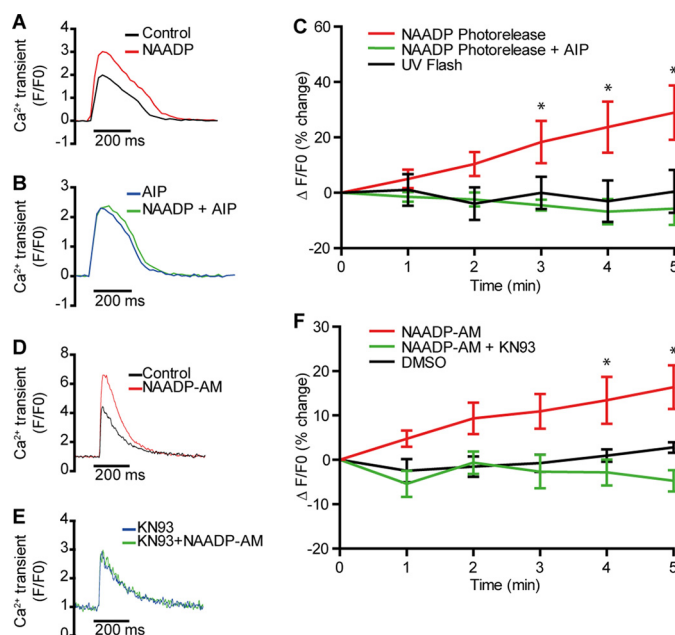 A
Ca²⁺ transient
(F/F0)
4
3
2
1
0
-1
Control
NAADP
200 ms
B
Ca²⁺ transient
(F/F0)
3
2
1
0
-1
AIP
NAADP + AIP
200 ms
C
Δ F/F0 (% change)
60
40
20
0
-20
NAADP Photorelease
NAADP Photorelease + AIP
UV Flash
* * *
0 1 2 3 4 5
Time (min)
D
Ca²⁺ transient
(F/F0)
8
6
4
2
0
Control
NAADP-AM
200 ms
E
Ca²⁺ transient
(F/F0)
4
3
2
1
0
KN93
KN93+NAADP-AM
200 ms
F
Δ F/F0 (% change)
30
20
10
0
-10
-20
NAADP-AM
NAADP-AM + KN93
DMSO
* *
0 1 2 3 4 5
Time (min)